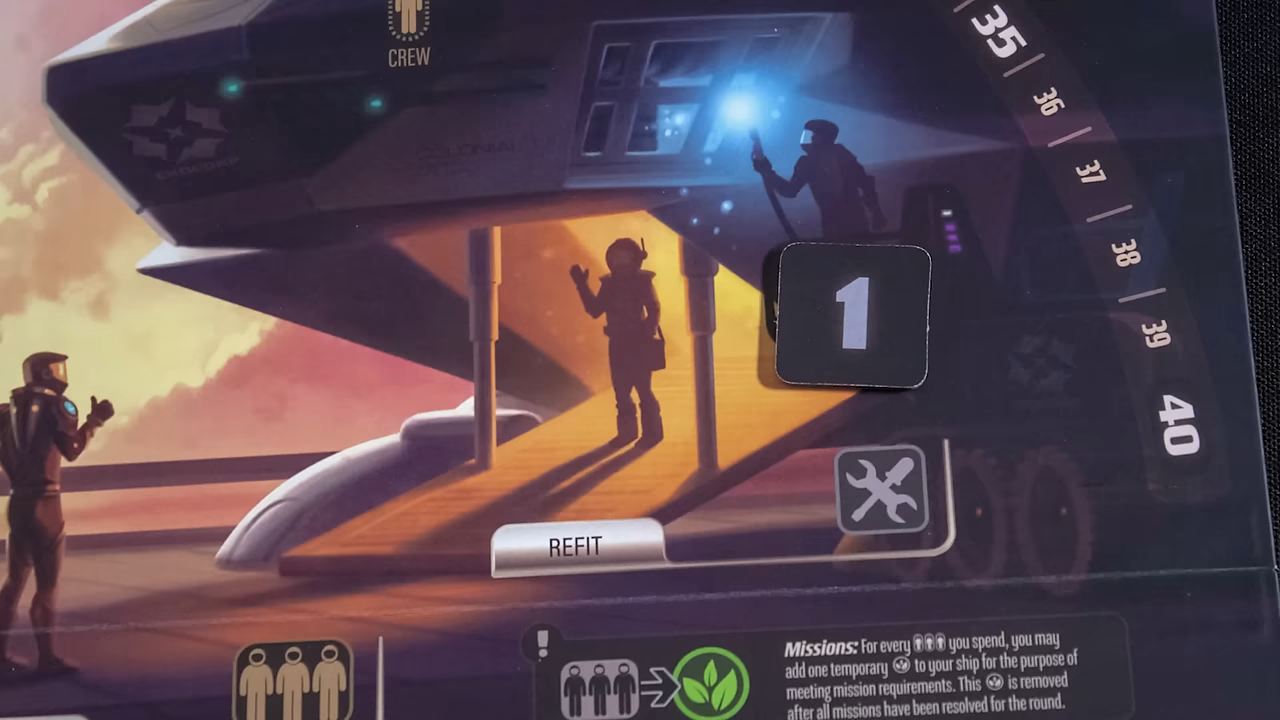 CREW
35
36
37
38
39
40
1
REFIT
!
Missions: For every you spend, you may
add one temporary to your ship for the purpose of
meeting mission requirements. This is removed
after all missions have been resolved for the round.